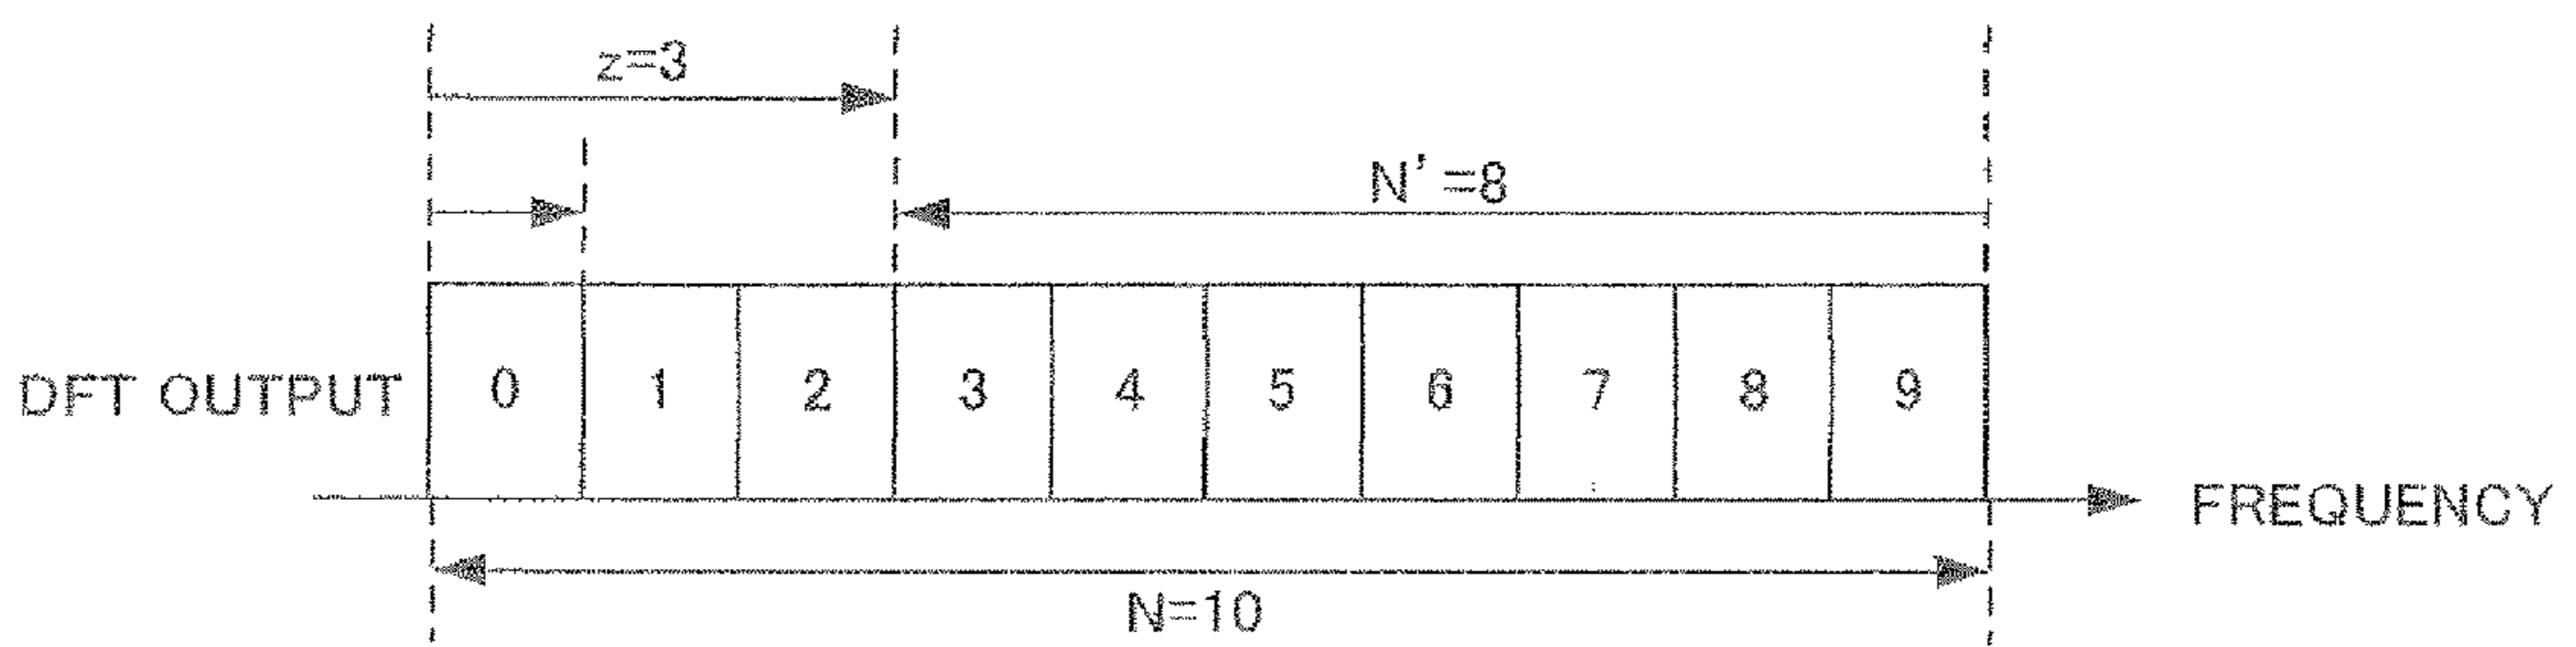 z=3
N'=8
DFT OUTPUT 0 1 2 3 4 5 6 7 8 9
FREQUENCY
N=10